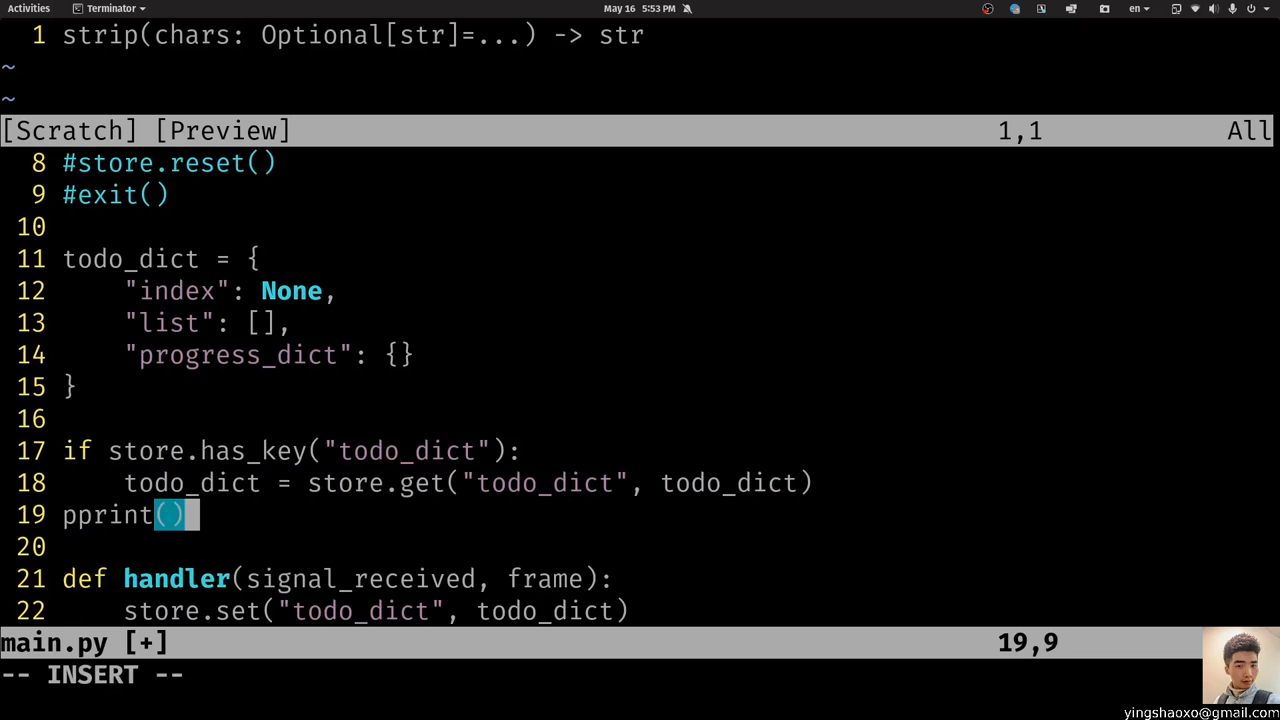 Activities Terminator May 16 5:53 PM en
1 strip(chars: Optional[str]=...) -> str
~
~
[Scratch] [Preview] 1,1 All
8 #store.reset()
9 #exit()
10
11 todo_dict = {
12 "index": None,
13 "list": [],
14 "progress_dict": {}
15 }
16
17 if store.has_key("todo_dict"):
18 todo_dict = store.get("todo_dict", todo_dict)
19 pprint()
20
21 def handler(signal_received, frame):
22 store.set("todo_dict", todo_dict)
main.py [+] 19,9
-- INSERT --
yingshaoxo@gmail.com